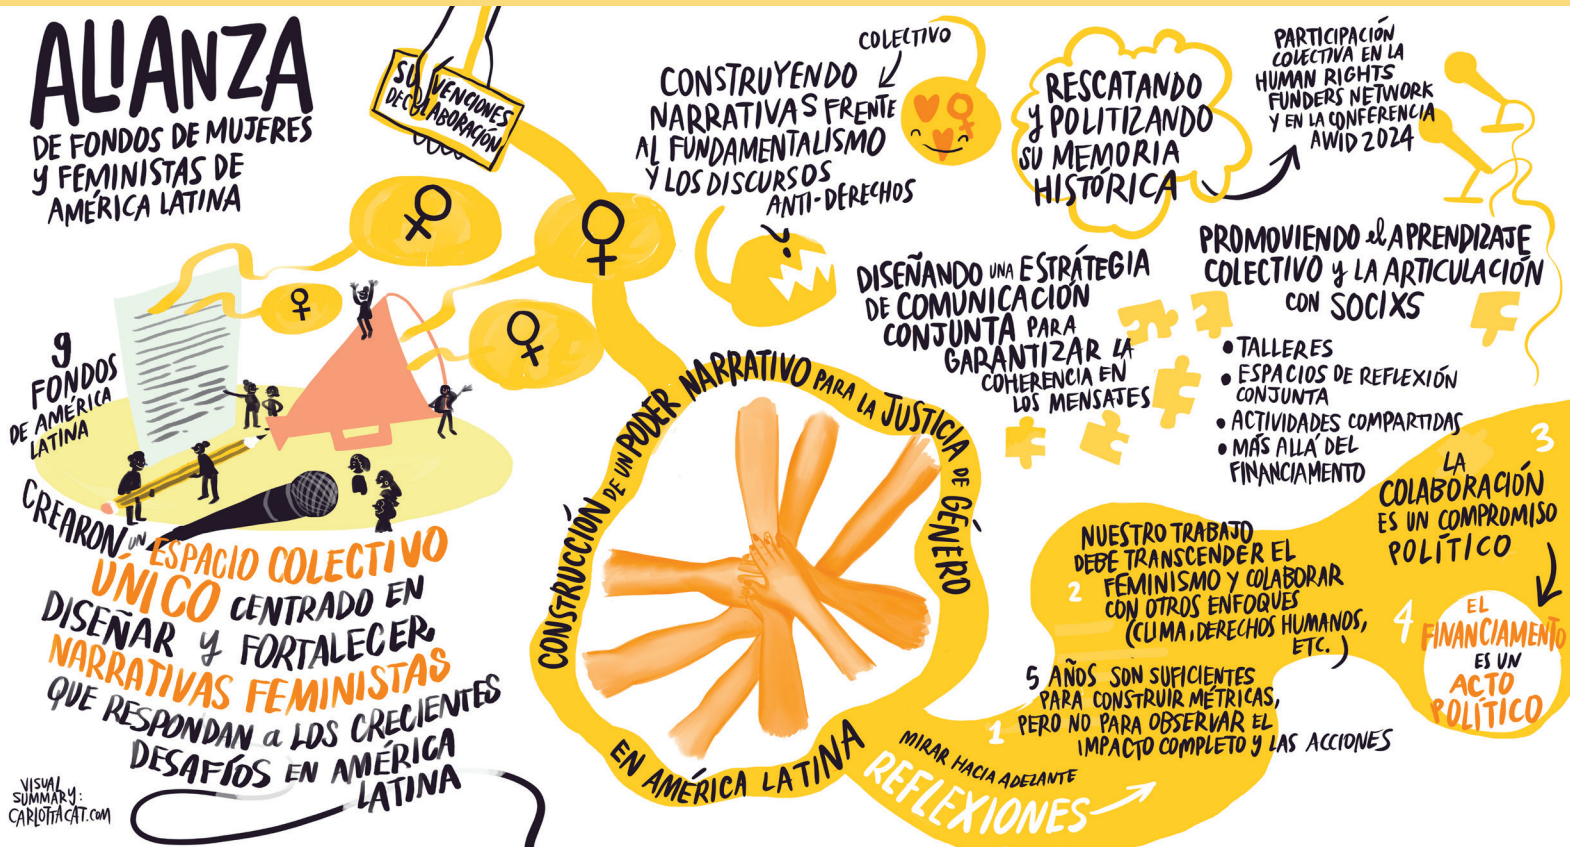 ALIANZA
DE FONDOS DE MUJERES
y FEMINISTAS DE
AMÉRICA LATINA
SUBVENCIONES
DE COLABORACIÓN
9
FONDOS
DE AMÉRICA
LATINA
CREARON UN
ESPACIO COLECTIVO
ÚNICO CENTRADO EN
DISEÑAR y FORTALECER
NARRATIVAS FEMINISTAS
QUE RESPONDAN a LOS CRECIENTES
DESAFÍOS EN AMÉRICA
LATINA
VISUAL
SUMMARY:
CARLOTTACAT.COM
COLECTIVO
CONSTRUYENDO
NARRATIVAS FRENTE
AL FUNDAMENTALISMO
Y LOS DISCURSOS
ANTI-DERECHOS
RESCATANDO
y POLITIZANDO
SU MEMORIA
HISTÓRICA
PARTICIPACIÓN
COLECTIVA EN LA
HUMAN RIGHTS
FUNDERS NETWORK
Y EN LA CONFERENCIA
AWID 2024
DISEÑANDO UNA ESTRATEGIA
DE COMUNICACIÓN
CONJUNTA PARA
GARANTIZAR LA
COHERENCIA EN
LOS MENSAJES
PROMOVIENDO el APRENDIZAJE
COLECTIVO y LA ARTICULACIÓN
CON SOCIXS
• TALLERES
• ESPACIOS DE REFLEXIÓN
CONJUNTA
• ACTIVIDADES COMPARTIDAS
• MÁS ALLÁ DEL
FINANCIAMENTO
CONSTRUCCIÓN DE UN PODER NARRATIVO PARA LA JUSTICIA DE GÉNERO
EN AMÉRICA LATINA
MIRAR HACIA ADELANTE
REFLEXIONES
1
5 AÑOS SON SUFICIENTES
PARA CONSTRUIR MÉTRICAS,
PERO NO PARA OBSERVAR EL
IMPACTO COMPLETO y LAS ACCIONES
2
NUESTRO TRABAJO
DEBE TRANSCENDER EL
FEMINISMO Y COLABORAR
CON OTROS ENFOQUES
(CLIMA, DERECHOS HUMANOS,
ETC.)
3
LA
COLABORACIÓN
ES UN COMPROMISO
POLÍTICO
4
EL
FINANCIAMENTO
ES UN
ACTO
POLÍTICO